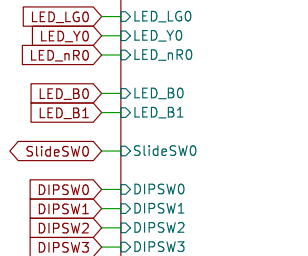 LED_LG0 LED_LG0
LED_Y0 LED_Y0
LED_nR0 LED_nR0
LED_B0 LED_B0
LED_B1 LED_B1
SlideSW0 SlideSW0
DIPSW0 DIPSW0
DIPSW1 DIPSW1
DIPSW2 DIPSW2
DIPSW3 DIPSW3